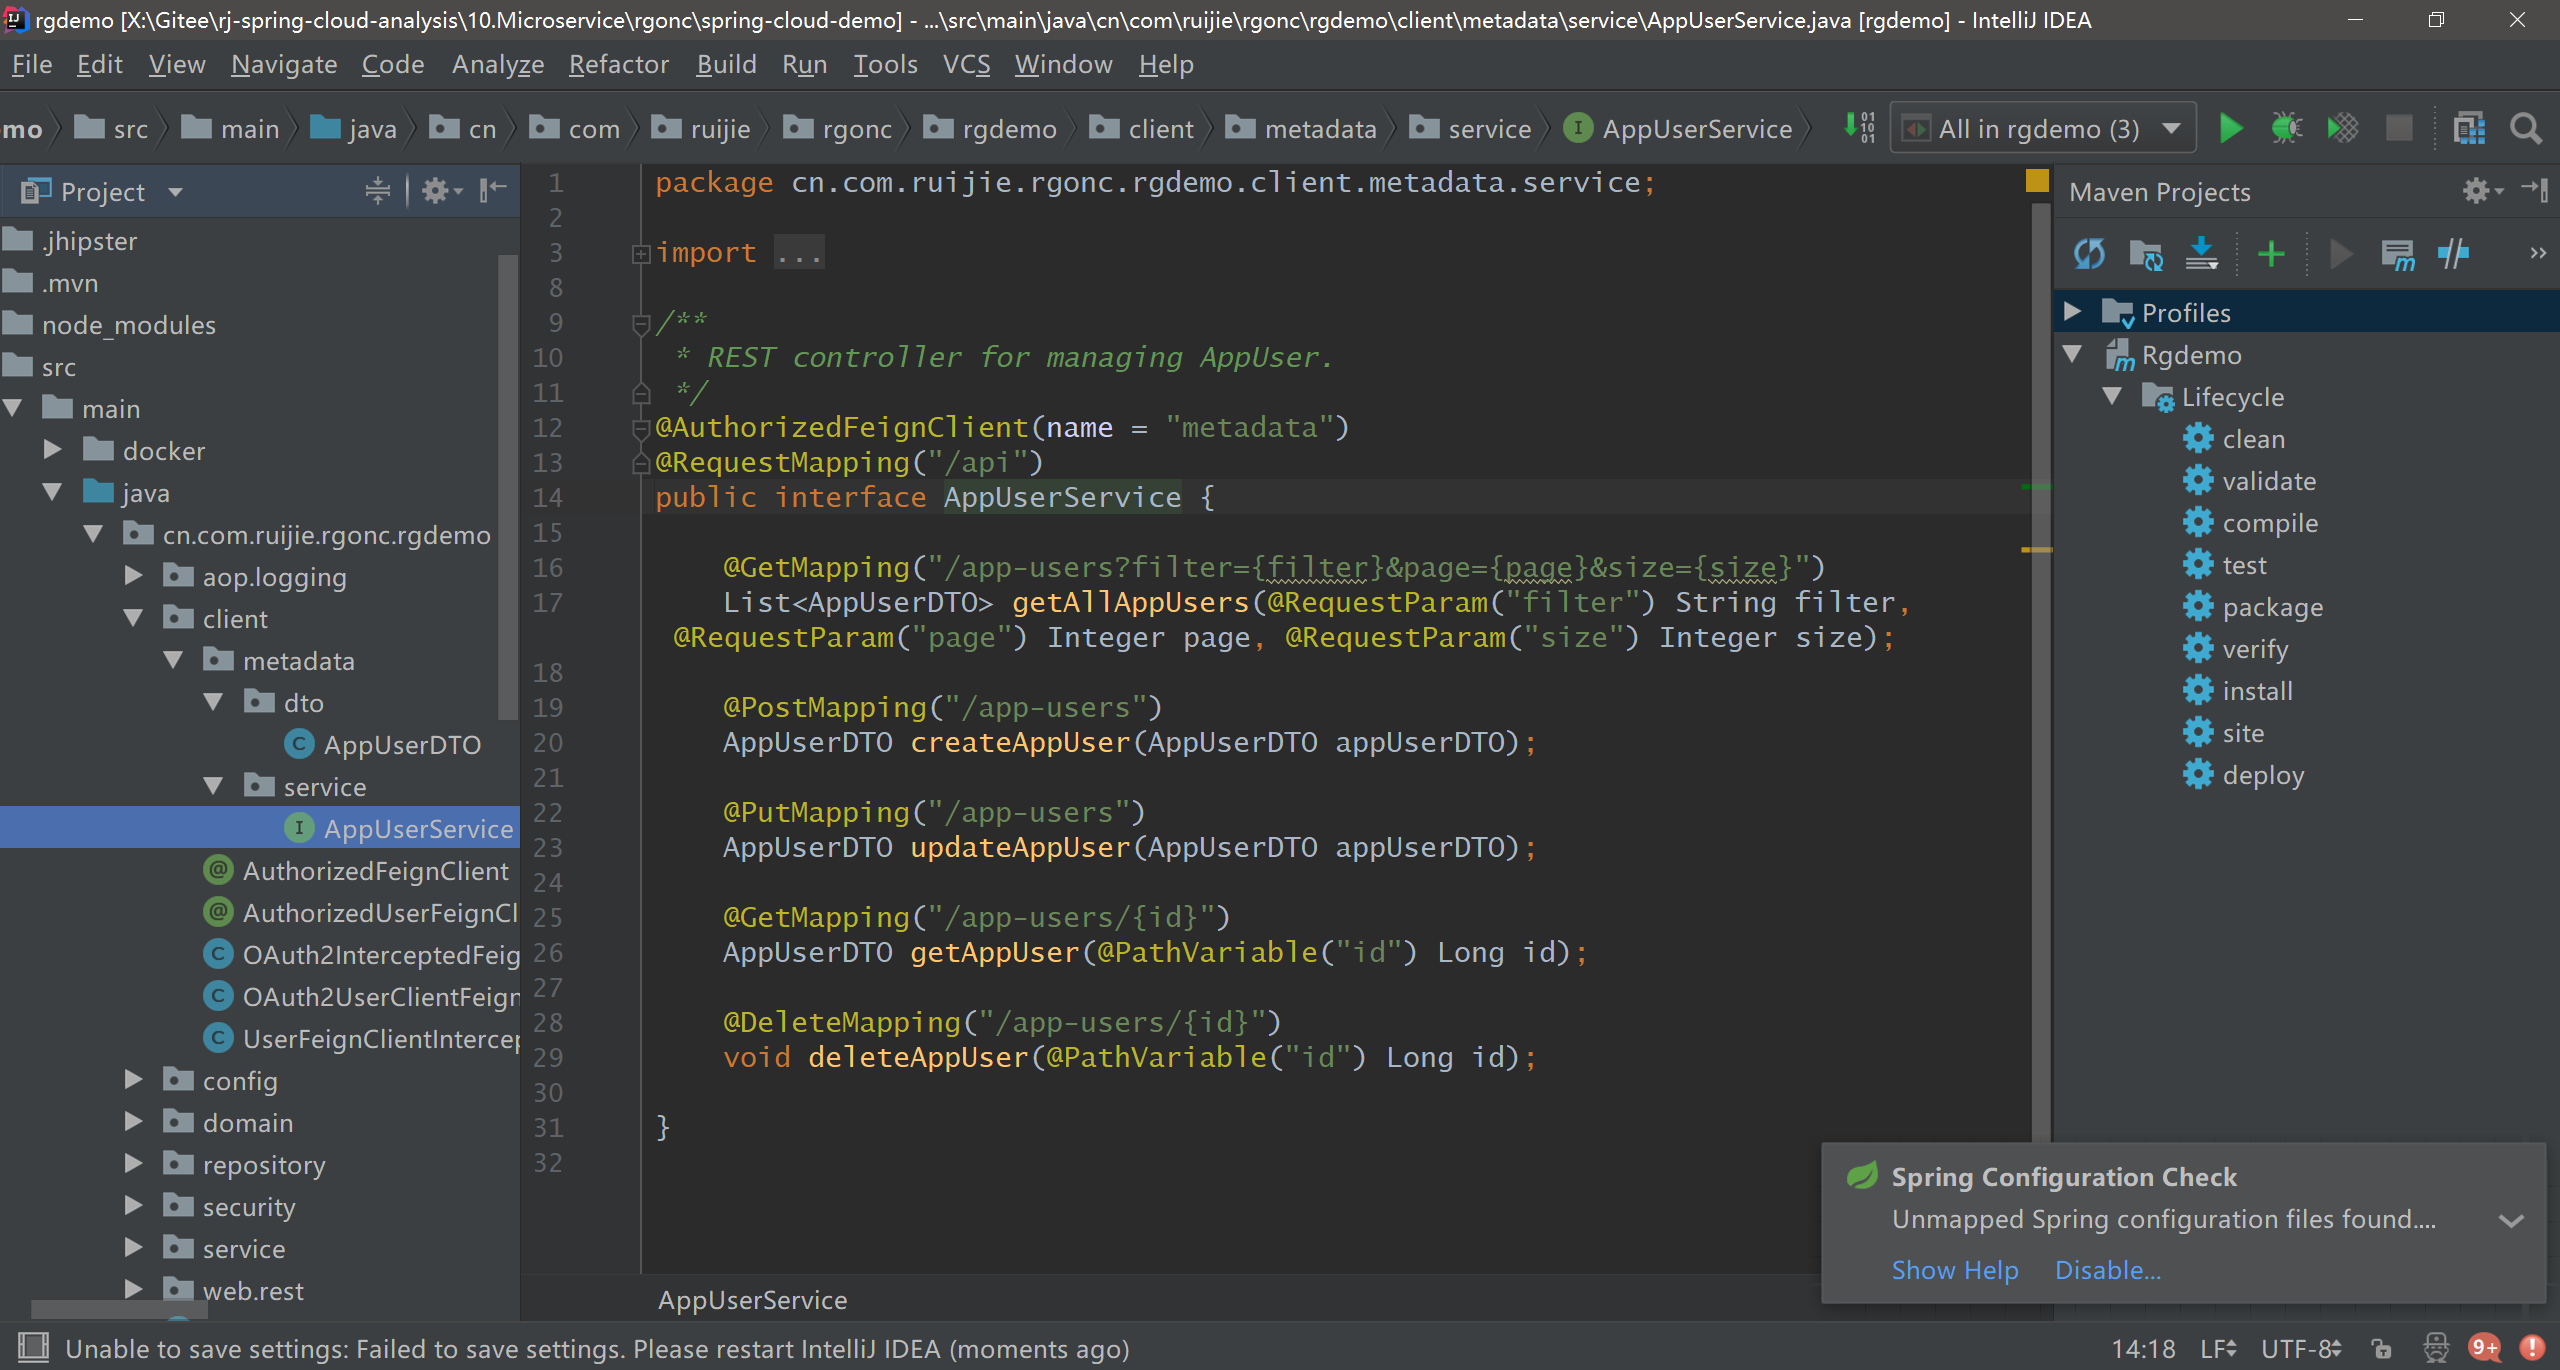 rgdemo [X:\Gitee\rj-spring-cloud-analysis\10.Microservice\rgonc\spring-cloud-demo] - ...\src\main\java\cn\com\ruijie\rgonc\rgdemo\client\metadata\service\AppUserService.java [rgdemo] - IntelliJ IDEA
File Edit View Navigate Code Analyze Refactor Build Run Tools VCS Window Help
mo src main java cn com ruijie rgonc rgdemo client metadata service AppUserService All in rgdemo (3)
Project
.jhipster
.mvn
node_modules
src
main
docker
java
cn.com.ruijie.rgonc.rgdemo
aop.logging
client
metadata
dto
AppUserDTO
service
AppUserService
AuthorizedFeignClient
AuthorizedUserFeignCl
OAuth2InterceptedFeig
OAuth2UserClientFeign
UserFeignClientIntercep
config
domain
repository
security
service
web.rest
1 package cn.com.ruijie.rgonc.rgdemo.client.metadata.service;
2
3 import ...
8
9 /**
10 * REST controller for managing AppUser.
11 */
12 @AuthorizedFeignClient(name = "metadata")
13 @RequestMapping("/api")
14 public interface AppUserService {
15
16 @GetMapping("/app-users?filter={filter}&page={page}&size={size}")
17 List<AppUserDTO> getAllAppUsers(@RequestParam("filter") String filter,
@RequestParam("page") Integer page, @RequestParam("size") Integer size);
18
19 @PostMapping("/app-users")
20 AppUserDTO createAppUser(AppUserDTO appUserDTO);
21
22 @PutMapping("/app-users")
23 AppUserDTO updateAppUser(AppUserDTO appUserDTO);
24
25 @GetMapping("/app-users/{id}")
26 AppUserDTO getAppUser(@PathVariable("id") Long id);
27
28 @DeleteMapping("/app-users/{id}")
29 void deleteAppUser(@PathVariable("id") Long id);
30
31 }
32
AppUserService
Maven Projects
Profiles
Rgdemo
Lifecycle
clean
validate
compile
test
package
verify
install
site
deploy
Spring Configuration Check
Unmapped Spring configuration files found....
Show Help Disable...
Unable to save settings: Failed to save settings. Please restart IntelliJ IDEA (moments ago)
14:18 LF UTF-8 9+